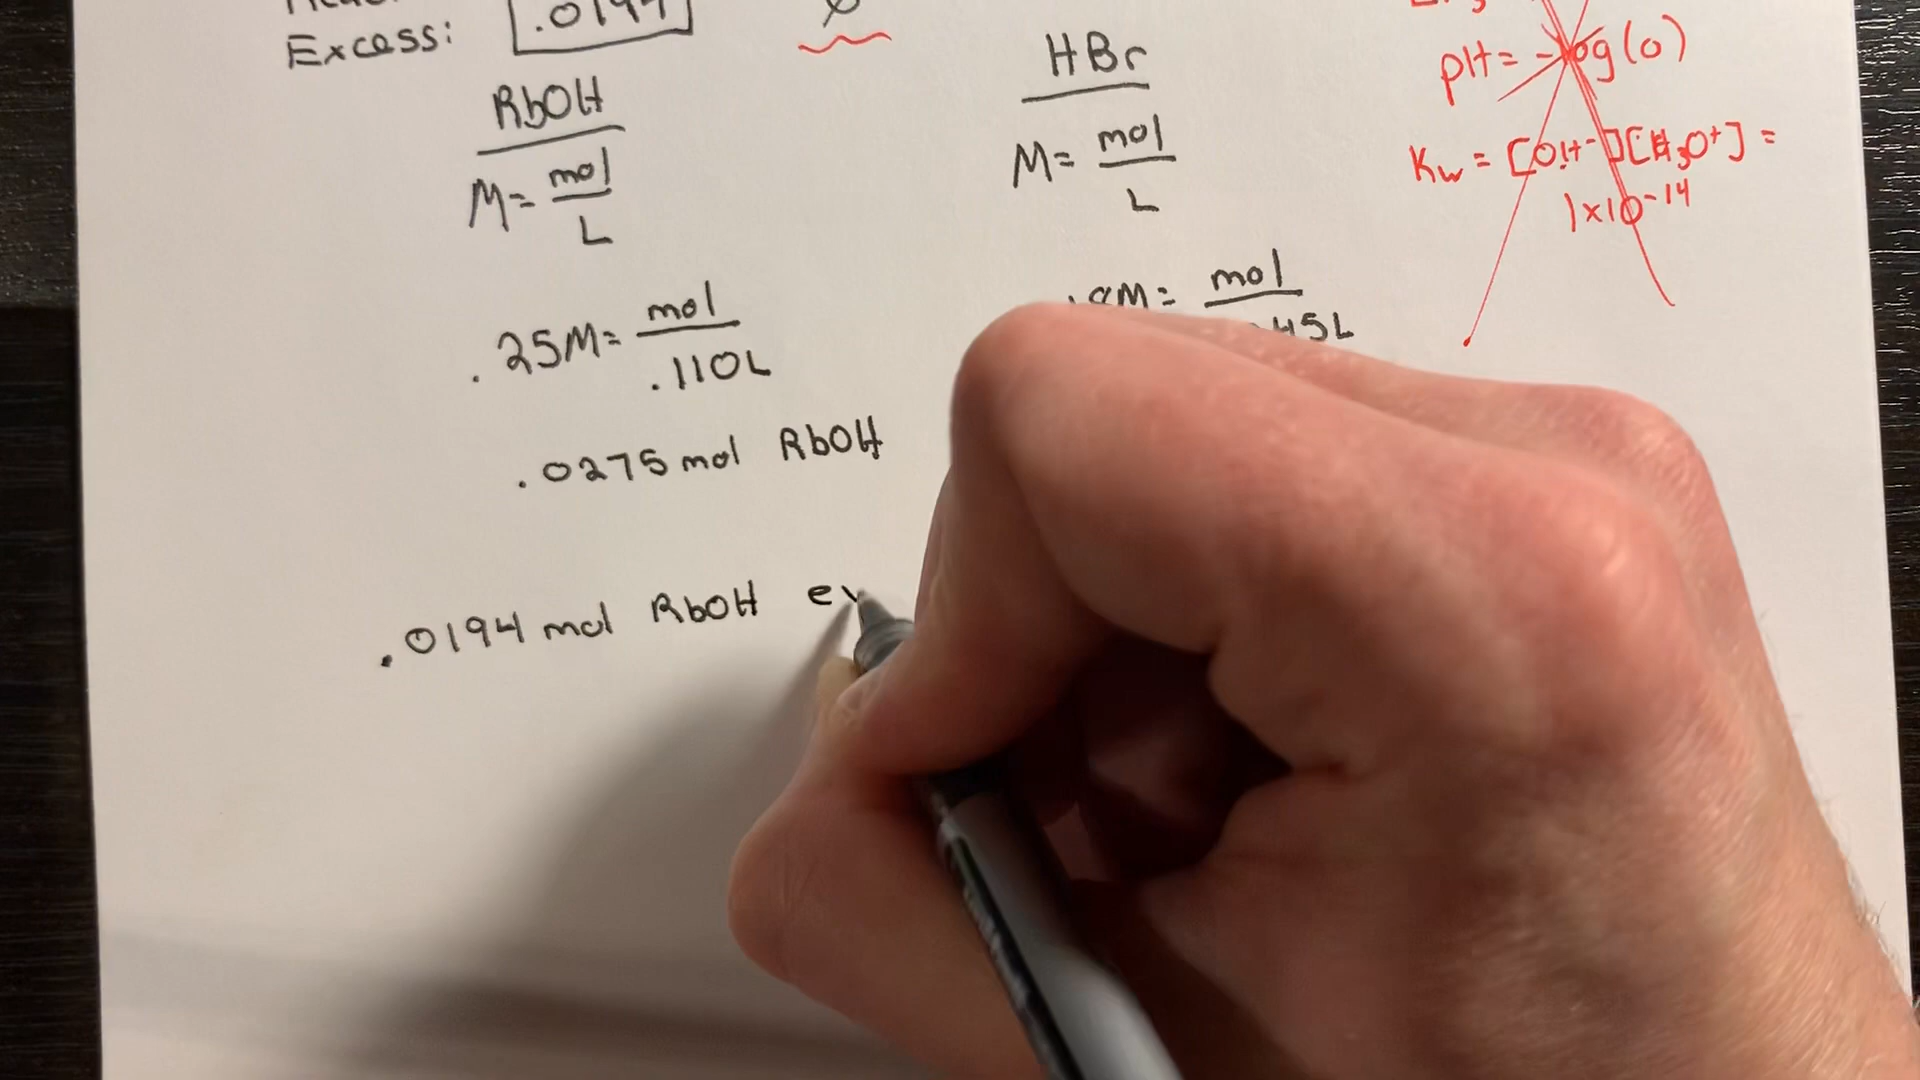 Excess: .0194
RbOH
M= mol
L
.25M= mol
.110L
.0275 mol RbOH
.0194 mol RbOH
HBr
M= mol
L
M= mol
45L
pH= -log(0)
Kw = [OH-][H3O+] =
1x10-14